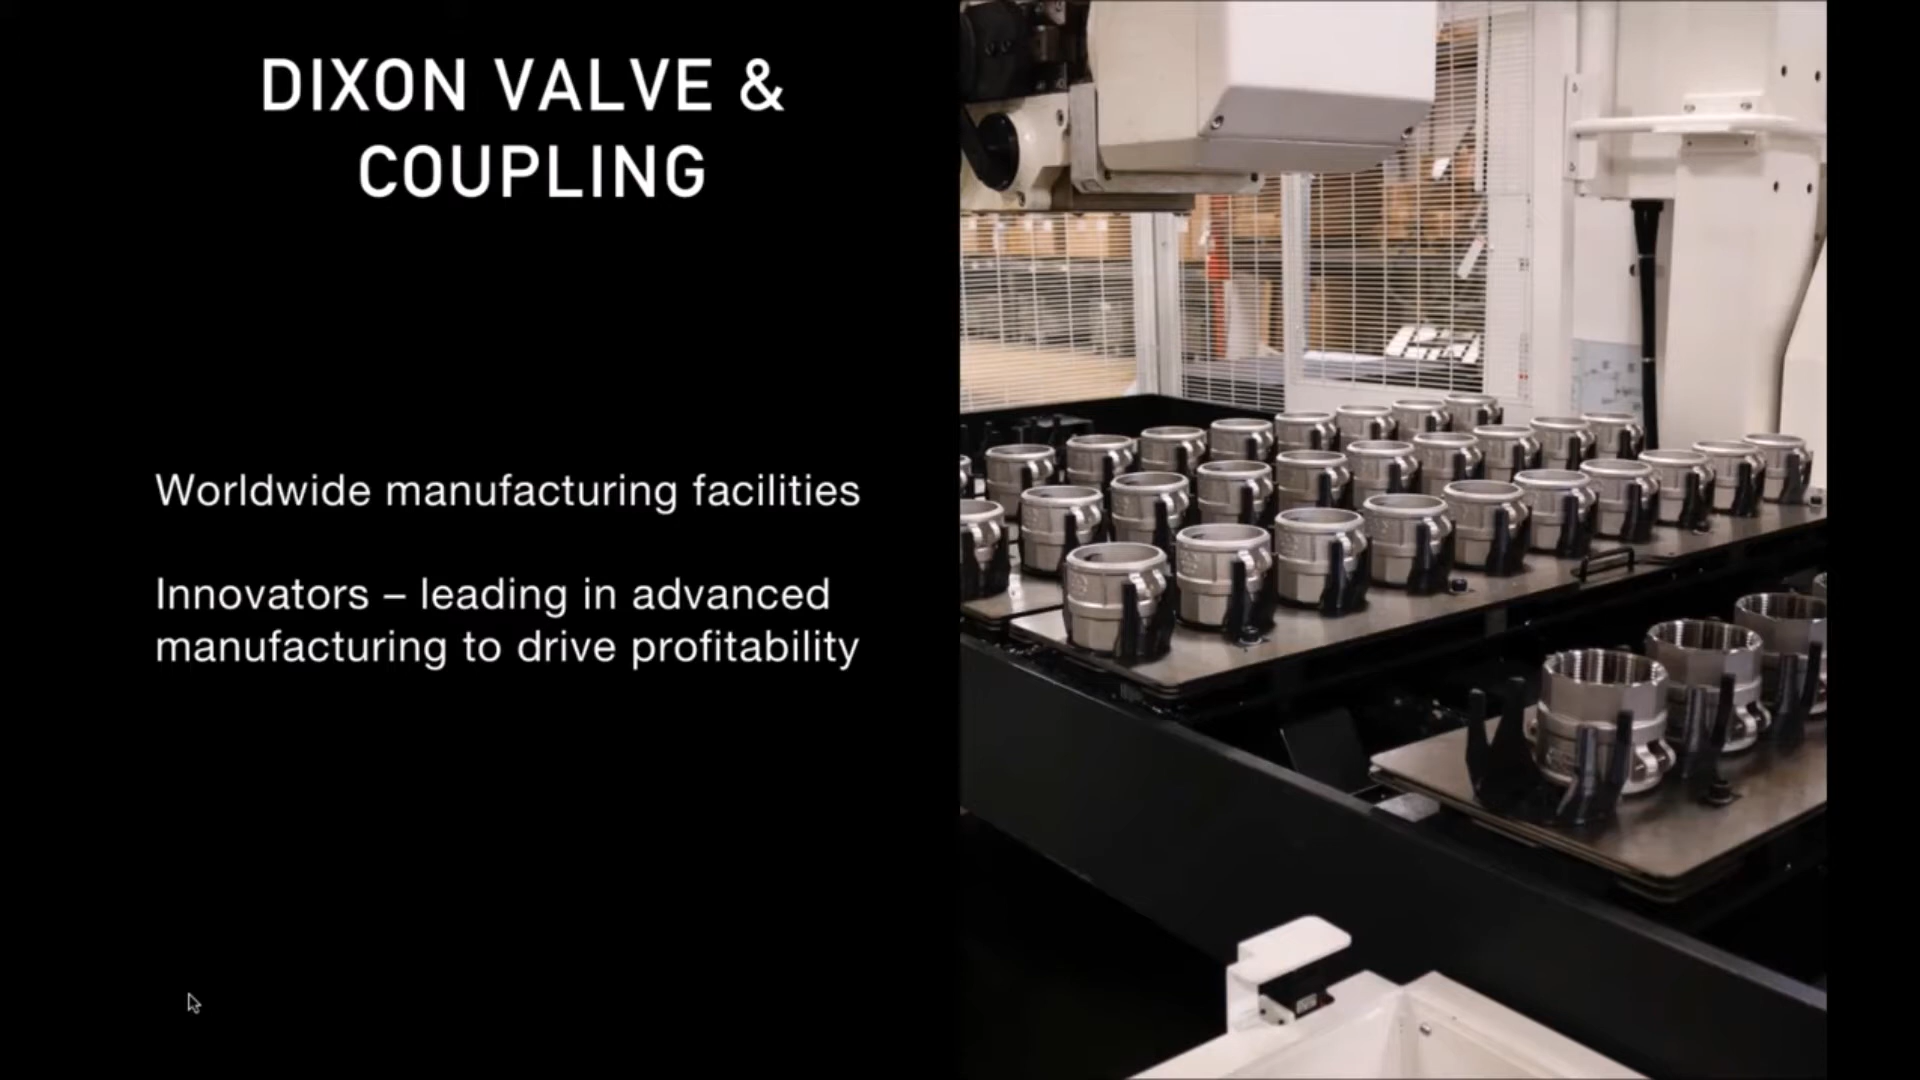 DIXON VALVE &
COUPLING
Worldwide manufacturing facilities
Innovators – leading in advanced
manufacturing to drive profitability